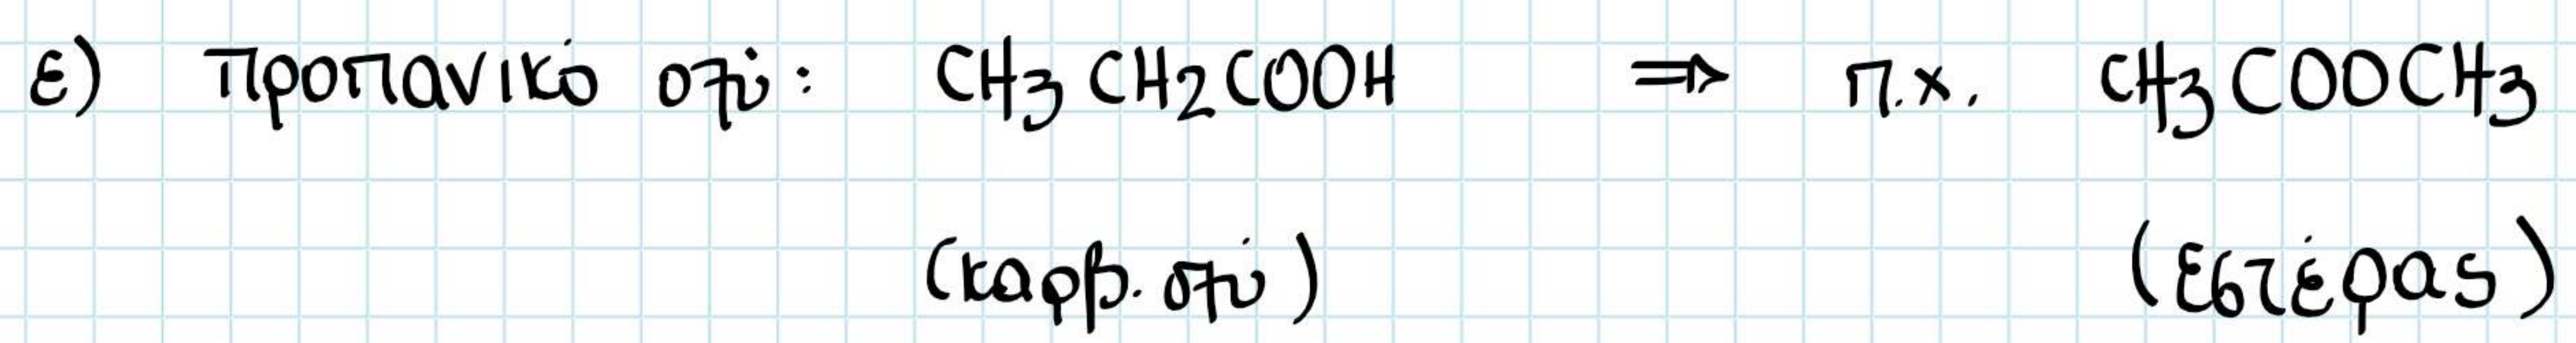 ε) Προπανικό οξύ: CH3CH2COOH ⇒ π.χ. CH3COOCH3
(καρβ. οξύ) (εστέρας)